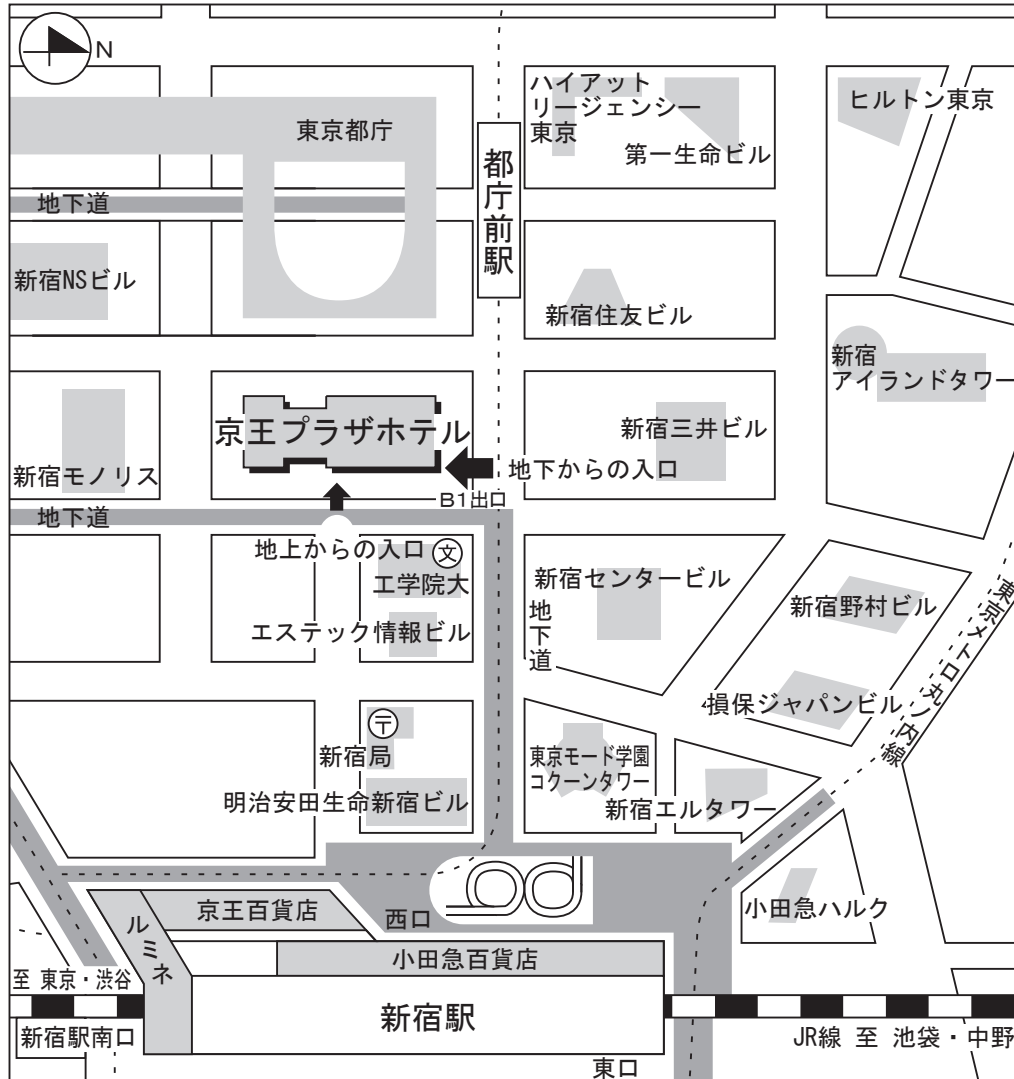 N
ハイアット
リージェンシー
東京
第一生命ビル
ヒルトン東京
東京都庁
都庁前駅
地下道
新宿NSビル
新宿住友ビル
新宿
アイランドタワー
京王プラザホテル
新宿三井ビル
新宿モノリス
地下からの入口
B1出口
地下道
地上からの入口
文
工学院大
新宿センタービル
地下道
新宿野村ビル
エステック情報ビル
東京メトロ丸ノ内線
損保ジャパンビル
〒
新宿局
東京モード学園
コクーンタワー
明治安田生命新宿ビル
新宿エルタワー
京王百貨店
西口
小田急ハルク
ルミネ
小田急百貨店
至 東京・渋谷
新宿駅
新宿駅南口
JR線 至 池袋・中野
東口